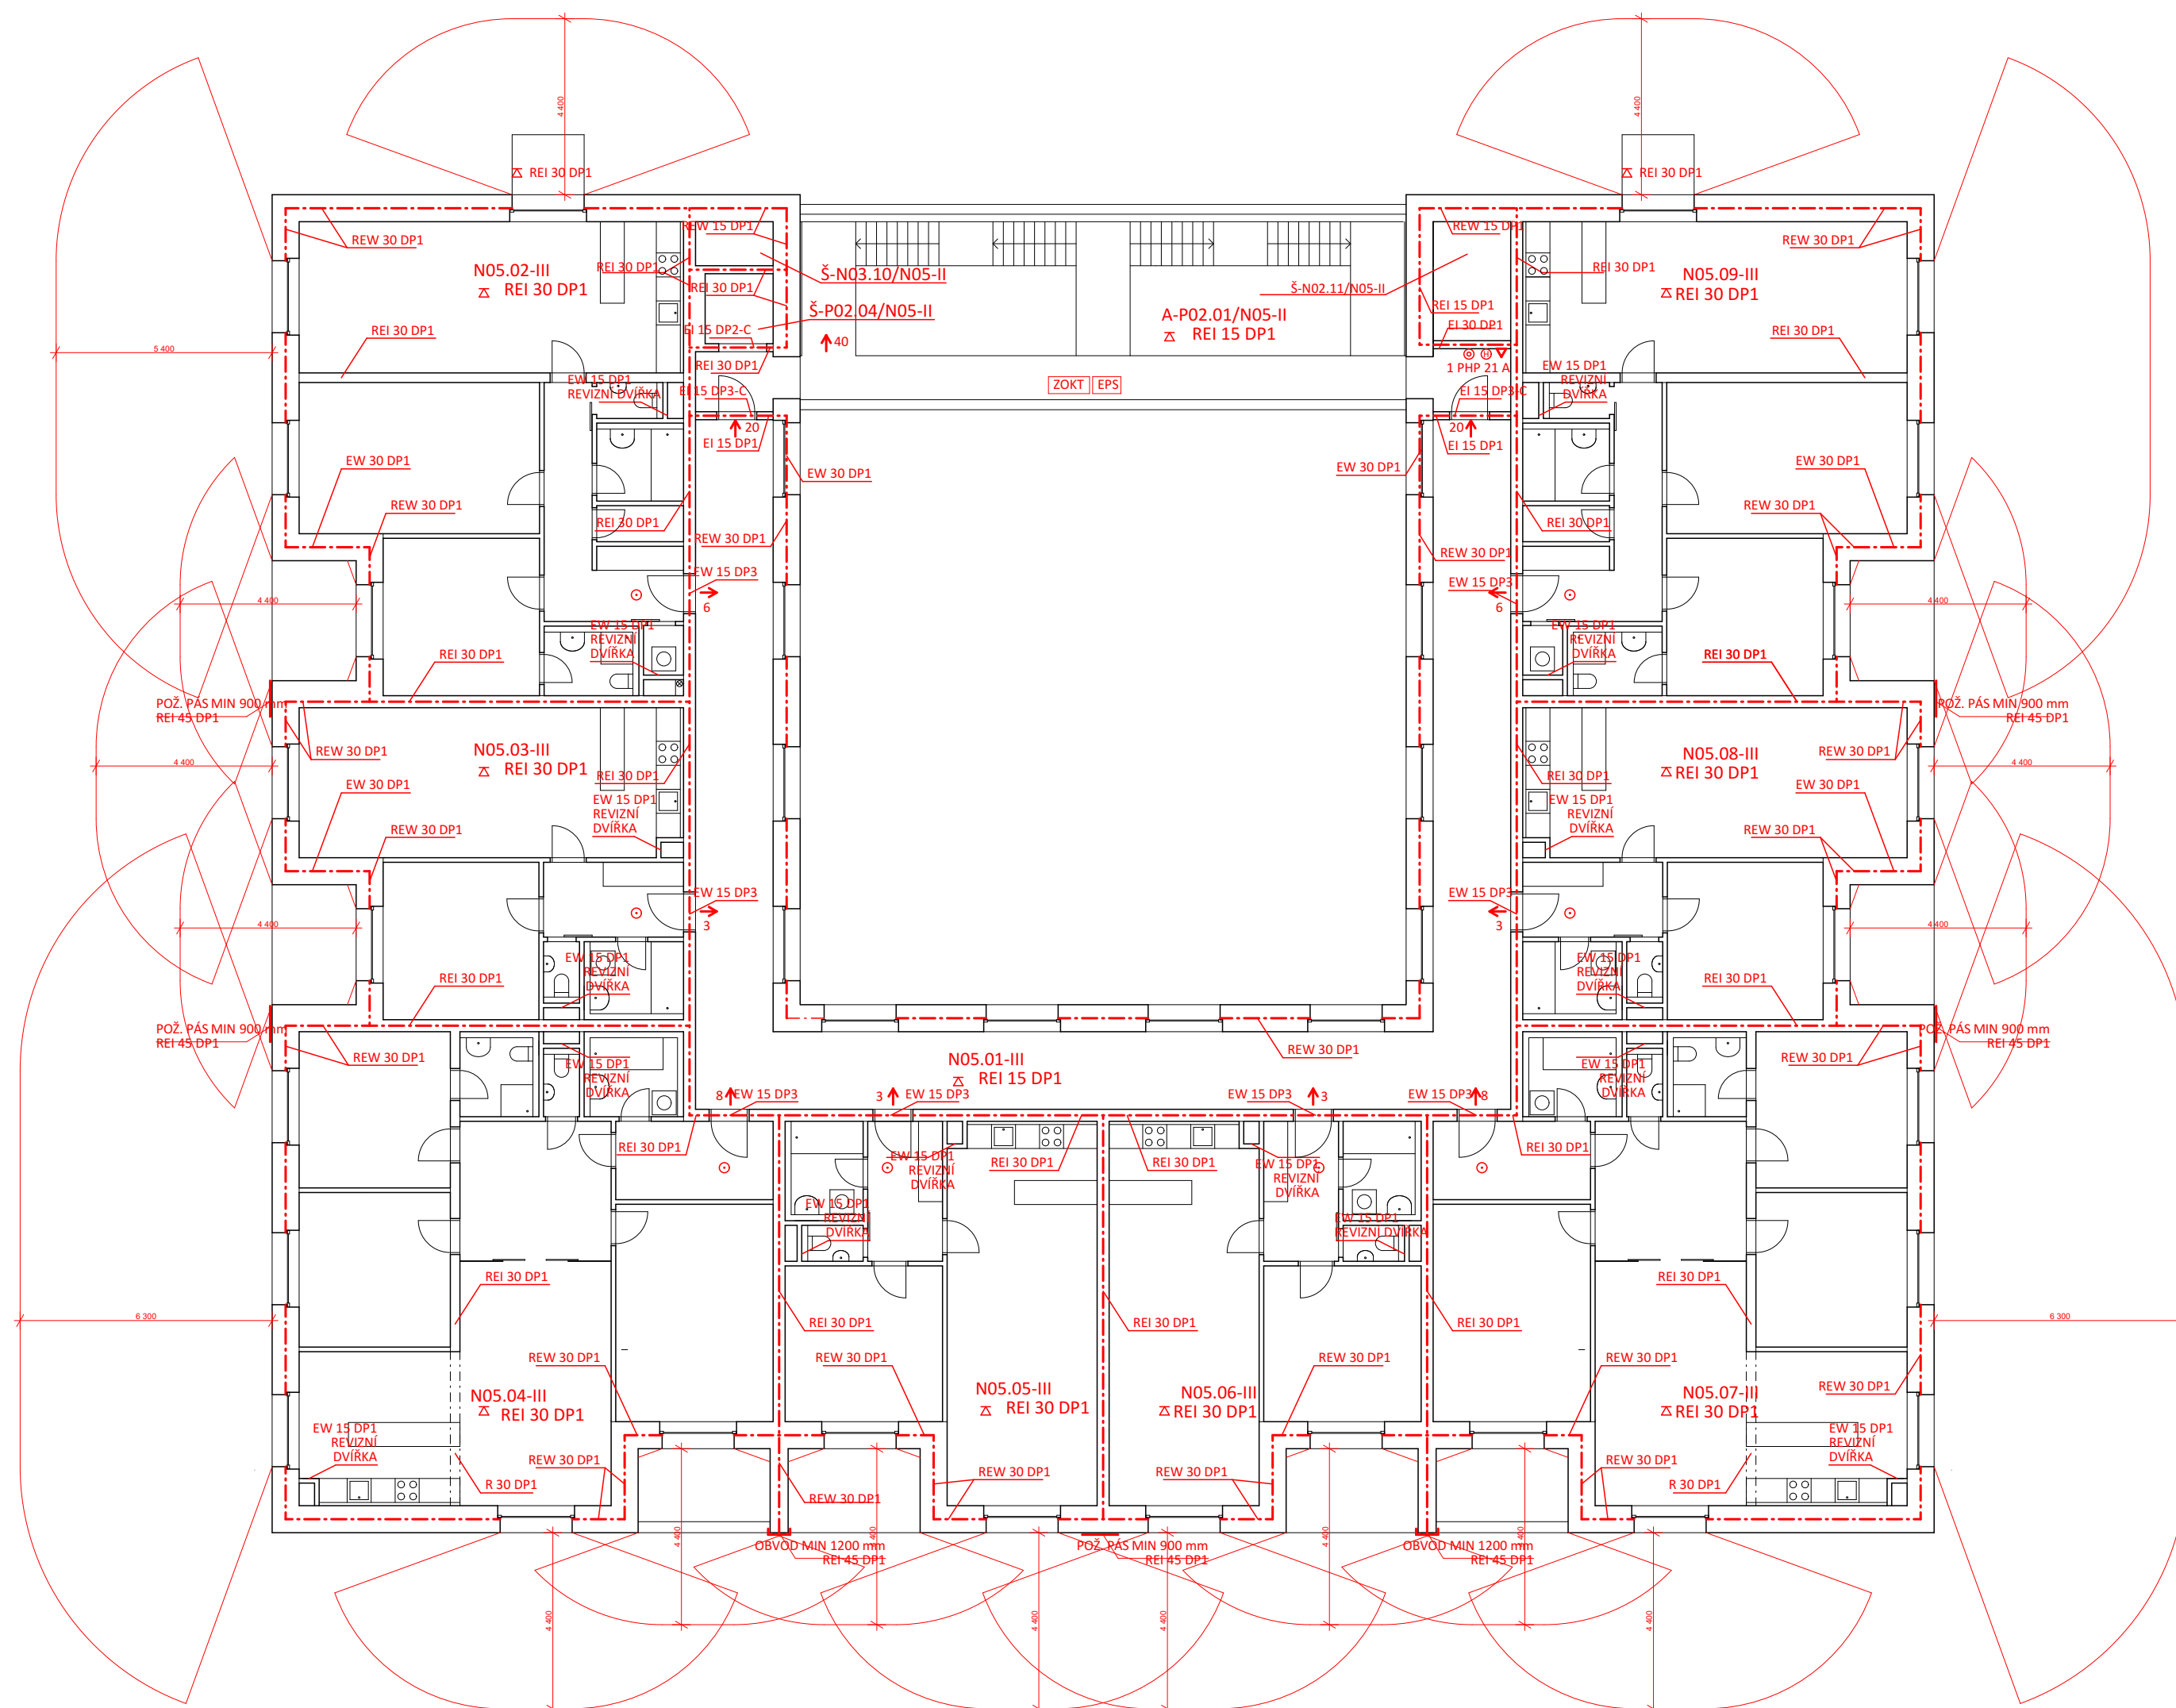 4 400
4 400
REI 30 DP1
REI 30 DP1
REW 30 DP1
REW 15 DP1
REW 15 DP1
REW 30 DP1
N05.02-III
REI 30 DP1
REI 30 DP1
Š-N03.10/N05-II
REI 30 DP1
N05.09-III
REI 30 DP1
REI 30 DP1
Š-N02.11/N05-II
Š-P02.04/N05-II
A-P02.01/N05-II
REI 15 DP1
REI 15 DP1
REI 30 DP1
EI 15 DP2-C
40
EI 30 DP1
REI 30 DP1
5 400
REI 30 DP1
1 PHP 21 A
H
EW 15 DP1
REVIZNÍ DVÍŘKA
ZOKT
EPS
EW 15 DP1
REVIZNÍ
DVÍŘKA
EI 15 DP3-C
EI 15 DP3-C
20
20
EI 15 DP1
EI 15 DP1
EW 30 DP1
EW 30 DP1
EW 30 DP1
EW 30 DP1
REW 30 DP1
REW 30 DP1
REI 30 DP1
REI 30 DP1
REW 30 DP1
REW 30 DP1
EW 15 DP3
EW 15 DP3
4 400
6
6
4 400
EW 15 DP1
REVIZNÍ
DVÍŘKA
EW 15 DP1
REVIZNÍ
DVÍŘKA
REI 30 DP1
REI 30 DP1
POŽ. PÁS MIN 900 mm
REI 45 DP1
POŽ. PÁS MIN 900 mm
REI 45 DP1
REW 30 DP1
N05.03-III
REI 30 DP1
REI 30 DP1
REI 30 DP1
N05.08-III
REI 30 DP1
REW 30 DP1
4 400
4 400
EW 30 DP1
EW 15 DP1
REVIZNÍ
DVÍŘKA
EW 15 DP1
REVIZNÍ
DVÍŘKA
EW 30 DP1
REW 30 DP1
REW 30 DP1
EW 15 DP3
EW 15 DP3
4 400
3
3
4 400
EW 15 DP1
REVIZNÍ
DVÍŘKA
EW 15 DP1
REVIZNÍ
DVÍŘKA
REI 30 DP1
REI 30 DP1
POŽ. PÁS MIN 900 mm
REI 45 DP1
POŽ. PÁS MIN 900 mm
REI 45 DP1
REW 30 DP1
N05.01-III
REI 15 DP1
REW 30 DP1
REW 30 DP1
EW 15 DP1
REVIZNÍ
DVÍŘKA
EW 15 DP1
REVIZNÍ
DVÍŘKA
8
EW 15 DP3
3
EW 15 DP3
EW 15 DP3
3
EW 15 DP3
8
REI 30 DP1
EW 15 DP1
REVIZNÍ
DVÍŘKA
REI 30 DP1
REI 30 DP1
EW 15 DP1
REVIZNÍ
DVÍŘKA
REI 30 DP1
EW 15 DP1
REVIZNÍ
DVÍŘKA
EW 15 DP1
REVIZNÍ DVÍŘKA
REI 30 DP1
REI 30 DP1
6 300
REI 30 DP1
REI 30 DP1
REI 30 DP1
6 300
REW 30 DP1
REW 30 DP1
REW 30 DP1
REW 30 DP1
REW 30 DP1
N05.04-III
REI 30 DP1
N05.05-III
REI 30 DP1
N05.06-III
REI 30 DP1
N05.07-III
REI 30 DP1
EW 15 DP1
REVIZNÍ
DVÍŘKA
EW 15 DP1
REVIZNÍ
DVÍŘKA
REW 30 DP1
REW 30 DP1
REW 30 DP1
REW 30 DP1
R 30 DP1
REW 30 DP1
R 30 DP1
4 400
4 400
4 400
4 400
OBVOD MIN 1200 mm
REI 45 DP1
POŽ. PÁS MIN 900 mm
REI 45 DP1
OBVOD MIN 1200 mm
REI 45 DP1
4 400
4 400
4 400
4 400